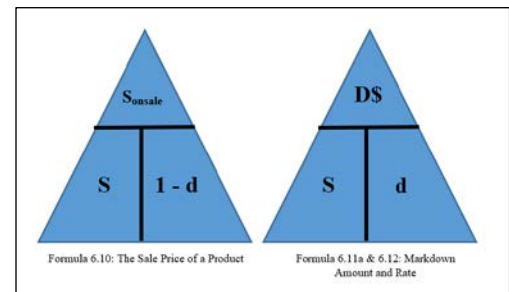 Sonsale
S
1 - d
Formula 6.10: The Sale Price of a Product
D$
S
d
Formula 6.11a & 6.12: Markdown
Amount and Rate